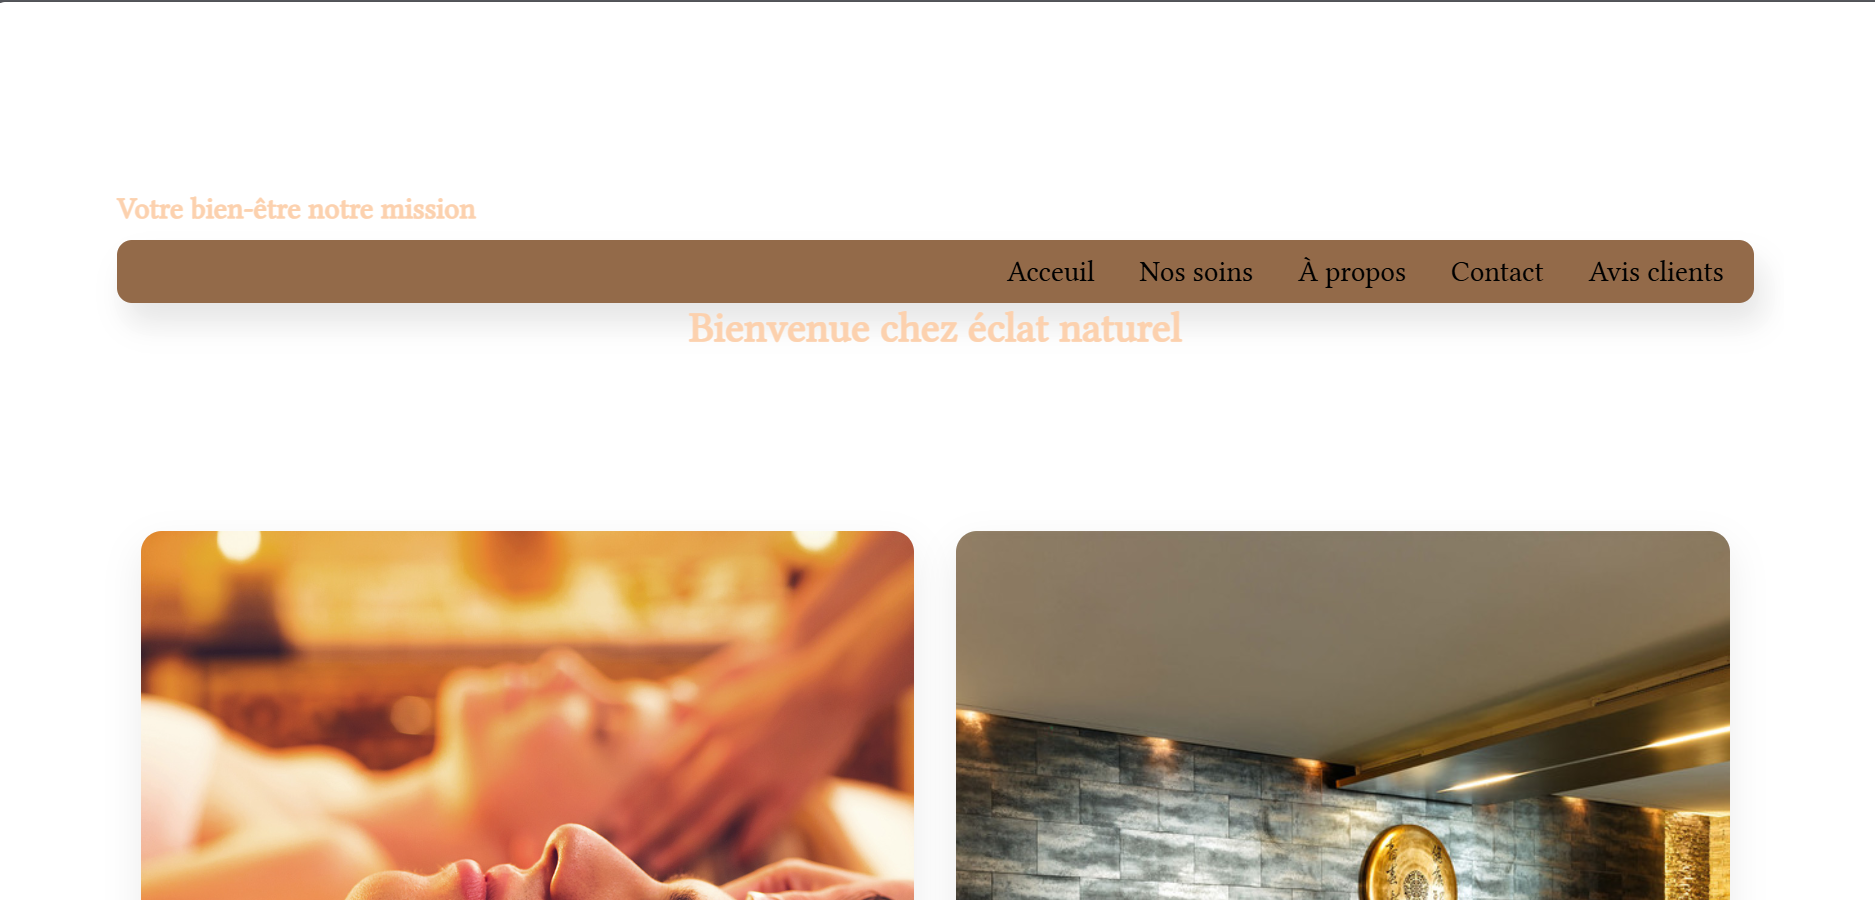 Votre bien-être notre mission
Acceuil Nos soins À propos Contact Avis clients
Bienvenue chez éclat naturel